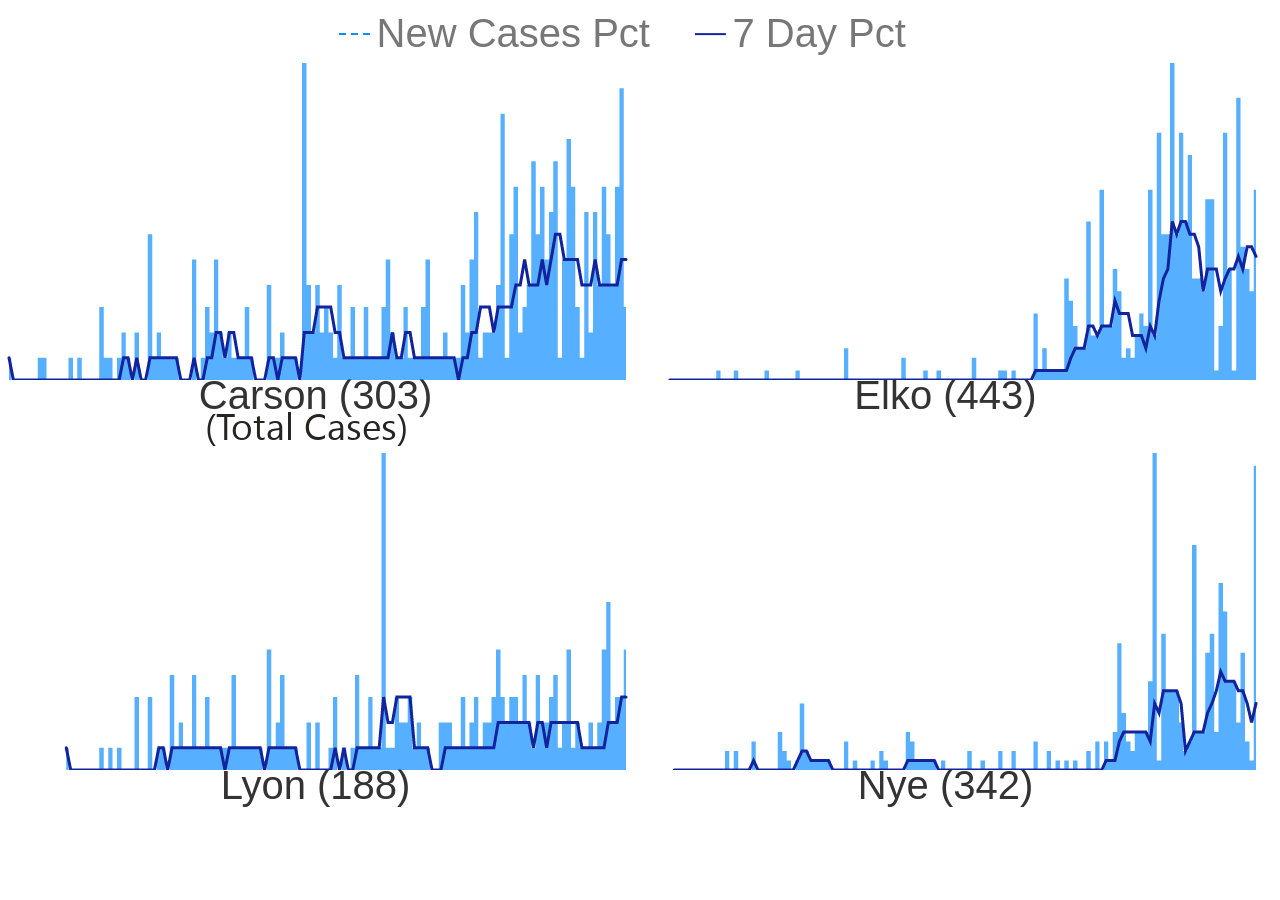 New Cases Pct 7 Day Pct
Carson (303) Elko (443)
(Total Cases)
Lyon (188) Nye (342)